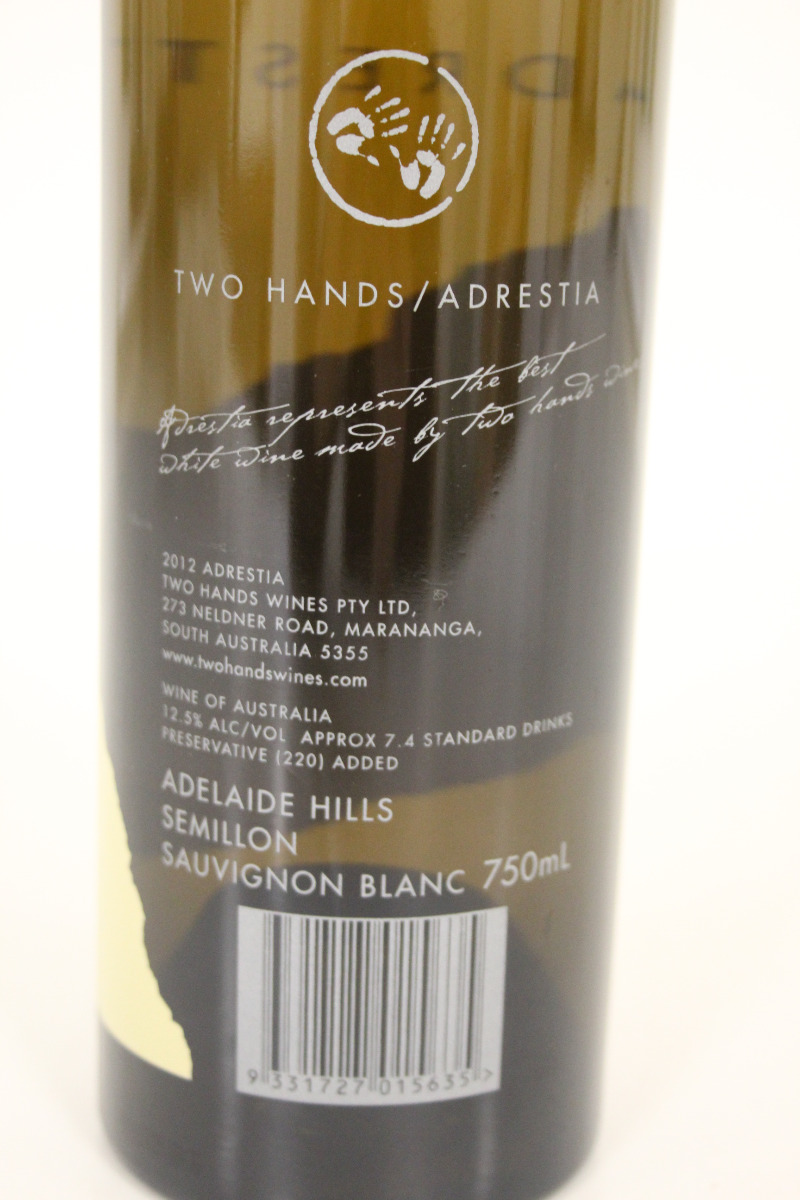 TWO HANDS/ADRESTIA
Adrestia represents the best
white wine made by two hands wine
2012 ADRESTIA
TWO HANDS WINES PTY LTD,
273 NELDNER ROAD, MARANANGA,
SOUTH AUSTRALIA 5355
www.twohandswines.com
WINE OF AUSTRALIA
12.5% ALC/VOL APPROX 7.4 STANDARD DRINKS
PRESERVATIVE (220) ADDED
ADELAIDE HILLS
SEMILLON
SAUVIGNON BLANC 750mL
9 331727 015635 >